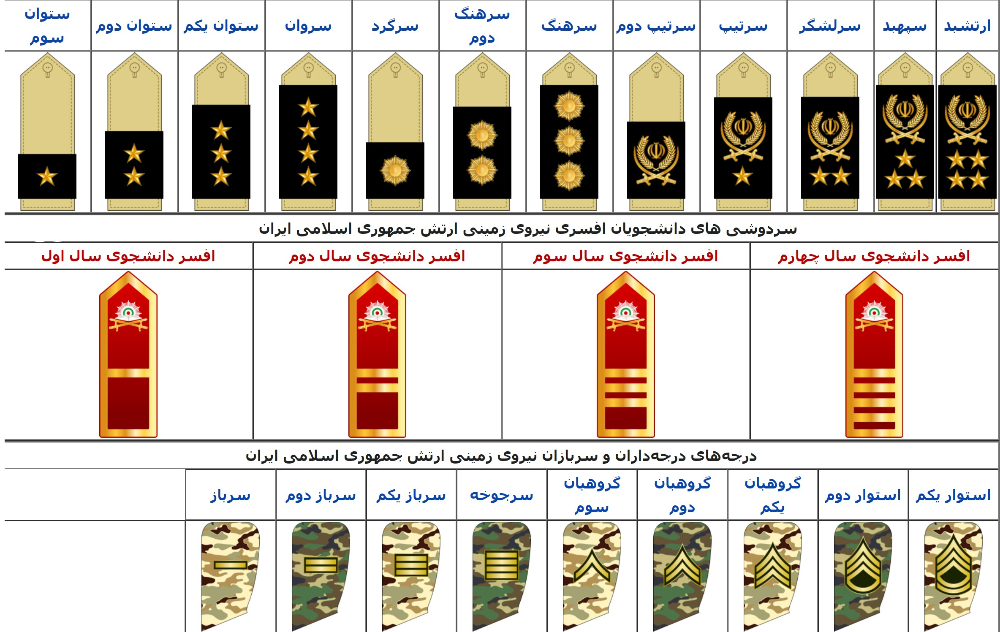 ارتشبد
سپهبد
سرلشگر
سرتیپ
سرتیپ دوم
سرهنگ
سرهنگ
دوم
سرگرد
سروان
ستوان یکم
ستوان دوم
ستوان
سوم
سردوشی های دانشجویان افسری نیروی زمینی ارتش جمهوری اسلامی ایران
افسر دانشجوی سال چهارم
افسر دانشجوی سال سوم
افسر دانشجوی سال دوم
افسر دانشجوی سال اول
درجه‌های درجه‌داران و سربازان نیروی زمینی ارتش جمهوری اسلامی ایران
استوار یکم
استوار دوم
گروهبان
یکم
گروهبان
دوم
گروهبان
سوم
سرجوخه
سرباز یکم
سرباز دوم
سرباز